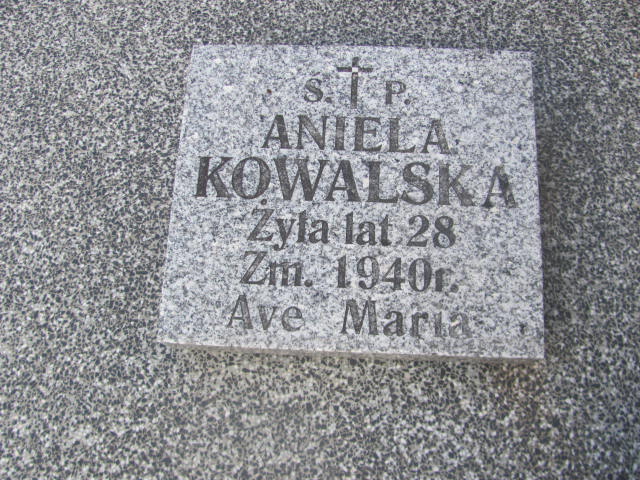 Ś. P.
ANIELA
KOWALSKA
Żyła lat 28
Zm. 1940r.
Ave Maria